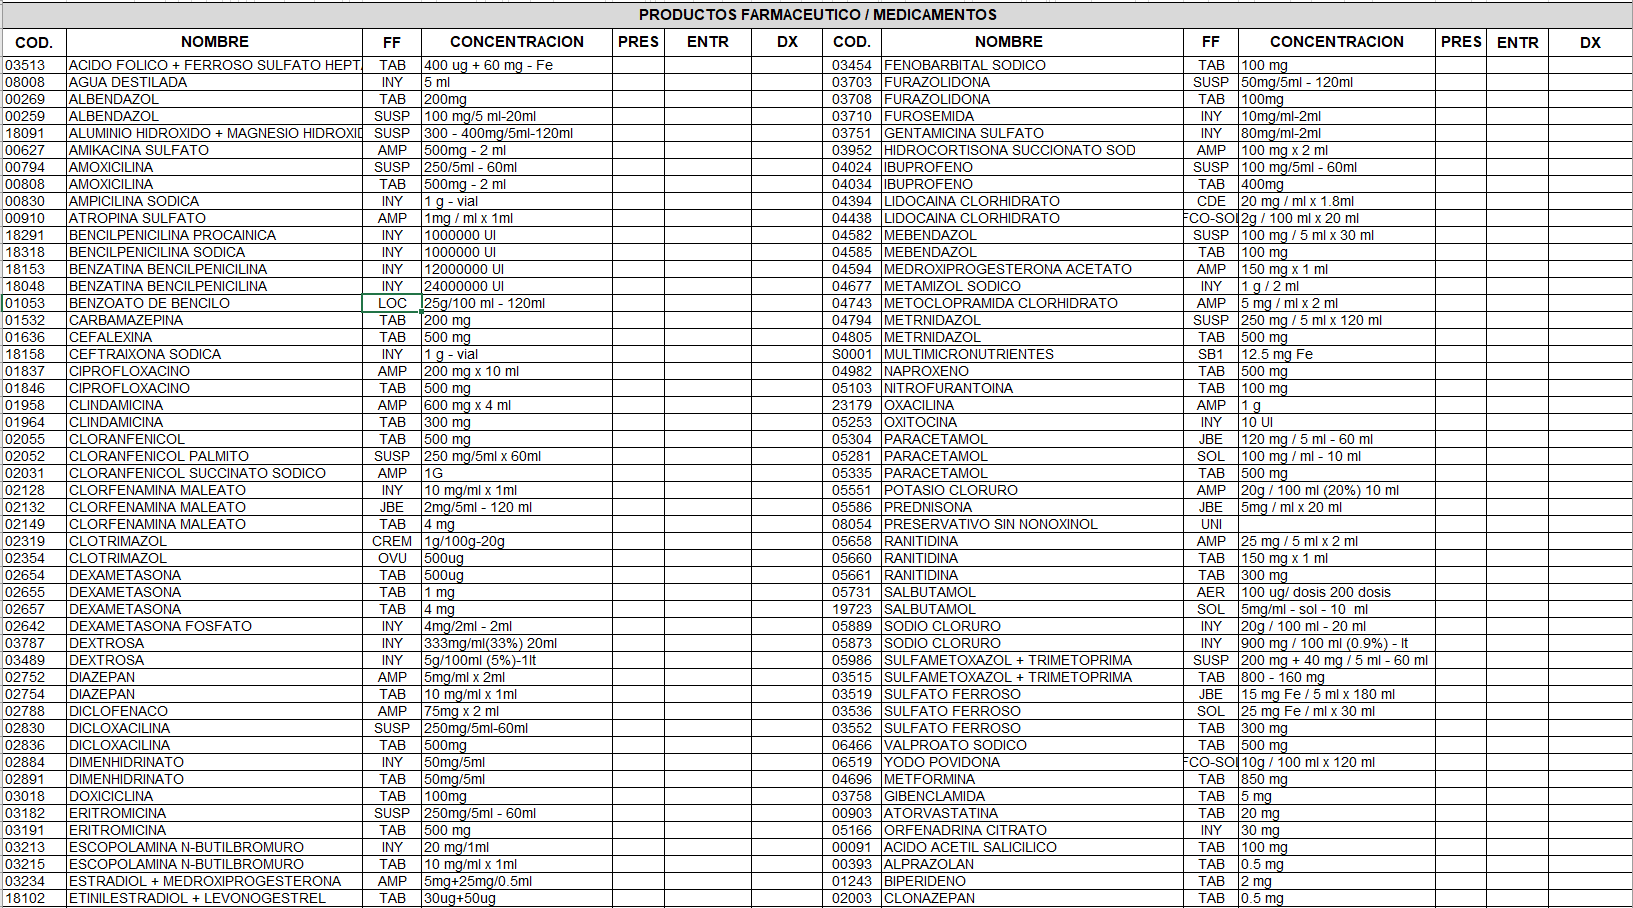 PRODUCTOS FARMACEUTICO / MEDICAMENTOS
COD. NOMBRE FF CONCENTRACION PRES ENTR DX COD. NOMBRE FF CONCENTRACION PRES ENTR DX
03513 ACIDO FOLICO + FERROSO SULFATO HEPT TAB 400 ug + 60 mg - Fe 03454 FENOBARBITAL SODICO TAB 100 mg
08008 AGUA DESTILADA INY 5 ml 03703 FURAZOLIDONA SUSP 50mg/5ml - 120ml
00269 ALBENDAZOL TAB 200mg 03708 FURAZOLIDONA TAB 100mg
00259 ALBENDAZOL SUSP 100 mg/5 ml-20ml 03710 FUROSEMIDA INY 10mg/ml-2ml
18091 ALUMINIO HIDROXIDO + MAGNESIO HIDROXID SUSP 300 - 400mg/5ml-120ml 03751 GENTAMICINA SULFATO INY 80mg/ml-2ml
00627 AMIKACINA SULFATO AMP 500mg - 2 ml 03952 HIDROCORTISONA SUCCIONATO SOD AMP 100 mg x 2 ml
00794 AMOXICILINA SUSP 250/5ml - 60ml 04024 IBUPROFENO SUSP 100 mg/5ml - 60ml
00808 AMOXICILINA TAB 500mg - 2 ml 04034 IBUPROFENO TAB 400mg
00830 AMPICILINA SODICA INY 1 g - vial 04394 LIDOCAINA CLORHIDRATO CDE 20 mg / ml x 1.8ml
00910 ATROPINA SULFATO AMP 1mg / ml x 1ml 04438 LIDOCAINA CLORHIDRATO FCO-SOL 2g / 100 ml x 20 ml
18291 BENCILPENICILINA PROCAINICA INY 1000000 UI 04582 MEBENDAZOL SUSP 100 mg / 5 ml x 30 ml
18318 BENCILPENICILINA SODICA INY 1000000 UI 04585 MEBENDAZOL TAB 100 mg
18153 BENZATINA BENCILPENICILINA INY 12000000 UI 04594 MEDROXIPROGESTERONA ACETATO AMP 150 mg x 1 ml
18048 BENZATINA BENCILPENICILINA INY 24000000 UI 04677 METAMIZOL SODICO INY 1 g / 2 ml
01053 BENZOATO DE BENCILO LOC 25g/100 ml - 120ml 04743 METOCLOPRAMIDA CLORHIDRATO AMP 5 mg / ml x 2 ml
01532 CARBAMAZEPINA TAB 200 mg 04794 METRNIDAZOL SUSP 250 mg / 5 ml x 120 ml
01636 CEFALEXINA TAB 500 mg 04805 METRNIDAZOL TAB 500 mg
18158 CEFTRAIXONA SODICA INY 1 g - vial S0001 MULTIMICRONUTRIENTES SB1 12.5 mg Fe
01837 CIPROFLOXACINO AMP 200 mg x 10 ml 04982 NAPROXENO TAB 500 mg
01846 CIPROFLOXACINO TAB 500 mg 05103 NITROFURANTOINA TAB 100 mg
01958 CLINDAMICINA AMP 600 mg x 4 ml 23179 OXACILINA AMP 1 g
01964 CLINDAMICINA TAB 300 mg 05253 OXITOCINA INY 10 UI
02055 CLORANFENICOL TAB 500 mg 05304 PARACETAMOL JBE 120 mg / 5 ml - 60 ml
02052 CLORANFENICOL PALMITO SUSP 250 mg/5ml x 60ml 05281 PARACETAMOL SOL 100 mg / ml - 10 ml
02031 CLORANFENICOL SUCCINATO SODICO AMP 1G 05335 PARACETAMOL TAB 500 mg
02128 CLORFENAMINA MALEATO INY 10 mg/ml x 1ml 05551 POTASIO CLORURO AMP 20g / 100 ml (20%) 10 ml
02132 CLORFENAMINA MALEATO JBE 2mg/5ml - 120 ml 05586 PREDNISONA JBE 5mg / ml x 20 ml
02149 CLORFENAMINA MALEATO TAB 4 mg 08054 PRESERVATIVO SIN NONOXINOL UNI
02319 CLOTRIMAZOL CREM 1g/100g-20g 05658 RANITIDINA AMP 25 mg / 5 ml x 2 ml
02354 CLOTRIMAZOL OVU 500ug 05660 RANITIDINA TAB 150 mg x 1 ml
02654 DEXAMETASONA TAB 500ug 05661 RANITIDINA TAB 300 mg
02655 DEXAMETASONA TAB 1 mg 05731 SALBUTAMOL AER 100 ug/ dosis 200 dosis
02657 DEXAMETASONA TAB 4 mg 19723 SALBUTAMOL SOL 5mg/ml - sol - 10 ml
02642 DEXAMETASONA FOSFATO INY 4mg/2ml - 2ml 05889 SODIO CLORURO INY 20g / 100 ml - 20 ml
03787 DEXTROSA INY 333mg/ml(33%) 20ml 05873 SODIO CLORURO INY 900 mg / 100 ml (0.9%) - lt
03489 DEXTROSA INY 5g/100ml (5%)-1lt 05986 SULFAMETOXAZOL + TRIMETOPRIMA SUSP 200 mg + 40 mg / 5 ml - 60 ml
02752 DIAZEPAN AMP 5mg/ml x 2ml 03515 SULFAMETOXAZOL + TRIMETOPRIMA TAB 800 - 160 mg
02754 DIAZEPAN TAB 10 mg/ml x 1ml 03519 SULFATO FERROSO JBE 15 mg Fe / 5 ml x 180 ml
02788 DICLOFENACO AMP 75mg x 2 ml 03536 SULFATO FERROSO SOL 25 mg Fe / ml x 30 ml
02830 DICLOXACILINA SUSP 250mg/5ml-60ml 03552 SULFATO FERROSO TAB 300 mg
02836 DICLOXACILINA TAB 500mg 06466 VALPROATO SODICO TAB 500 mg
02884 DIMENHIDRINATO INY 50mg/5ml 06519 YODO POVIDONA FCO-SOL 10g / 100 ml x 120 ml
02891 DIMENHIDRINATO TAB 50mg/5ml 04696 METFORMINA TAB 850 mg
03018 DOXICICLINA TAB 100mg 03758 GIBENCLAMIDA TAB 5 mg
03182 ERITROMICINA SUSP 250mg/5ml - 60ml 00903 ATORVASTATINA TAB 20 mg
03191 ERITROMICINA TAB 500 mg 05166 ORFENADRINA CITRATO INY 30 mg
03213 ESCOPOLAMINA N-BUTILBROMURO INY 20 mg/1ml 00091 ACIDO ACETIL SALICILICO TAB 100 mg
03215 ESCOPOLAMINA N-BUTILBROMURO TAB 10 mg/ml x 1ml 00393 ALPRAZOLAN TAB 0.5 mg
03234 ESTRADIOL + MEDROXIPROGESTERONA AMP 5mg+25mg/0.5ml 01243 BIPERIDENO TAB 2 mg
18102 ETINILESTRADIOL + LEVONOGESTREL TAB 30ug+50ug 02003 CLONAZEPAN TAB 0.5 mg